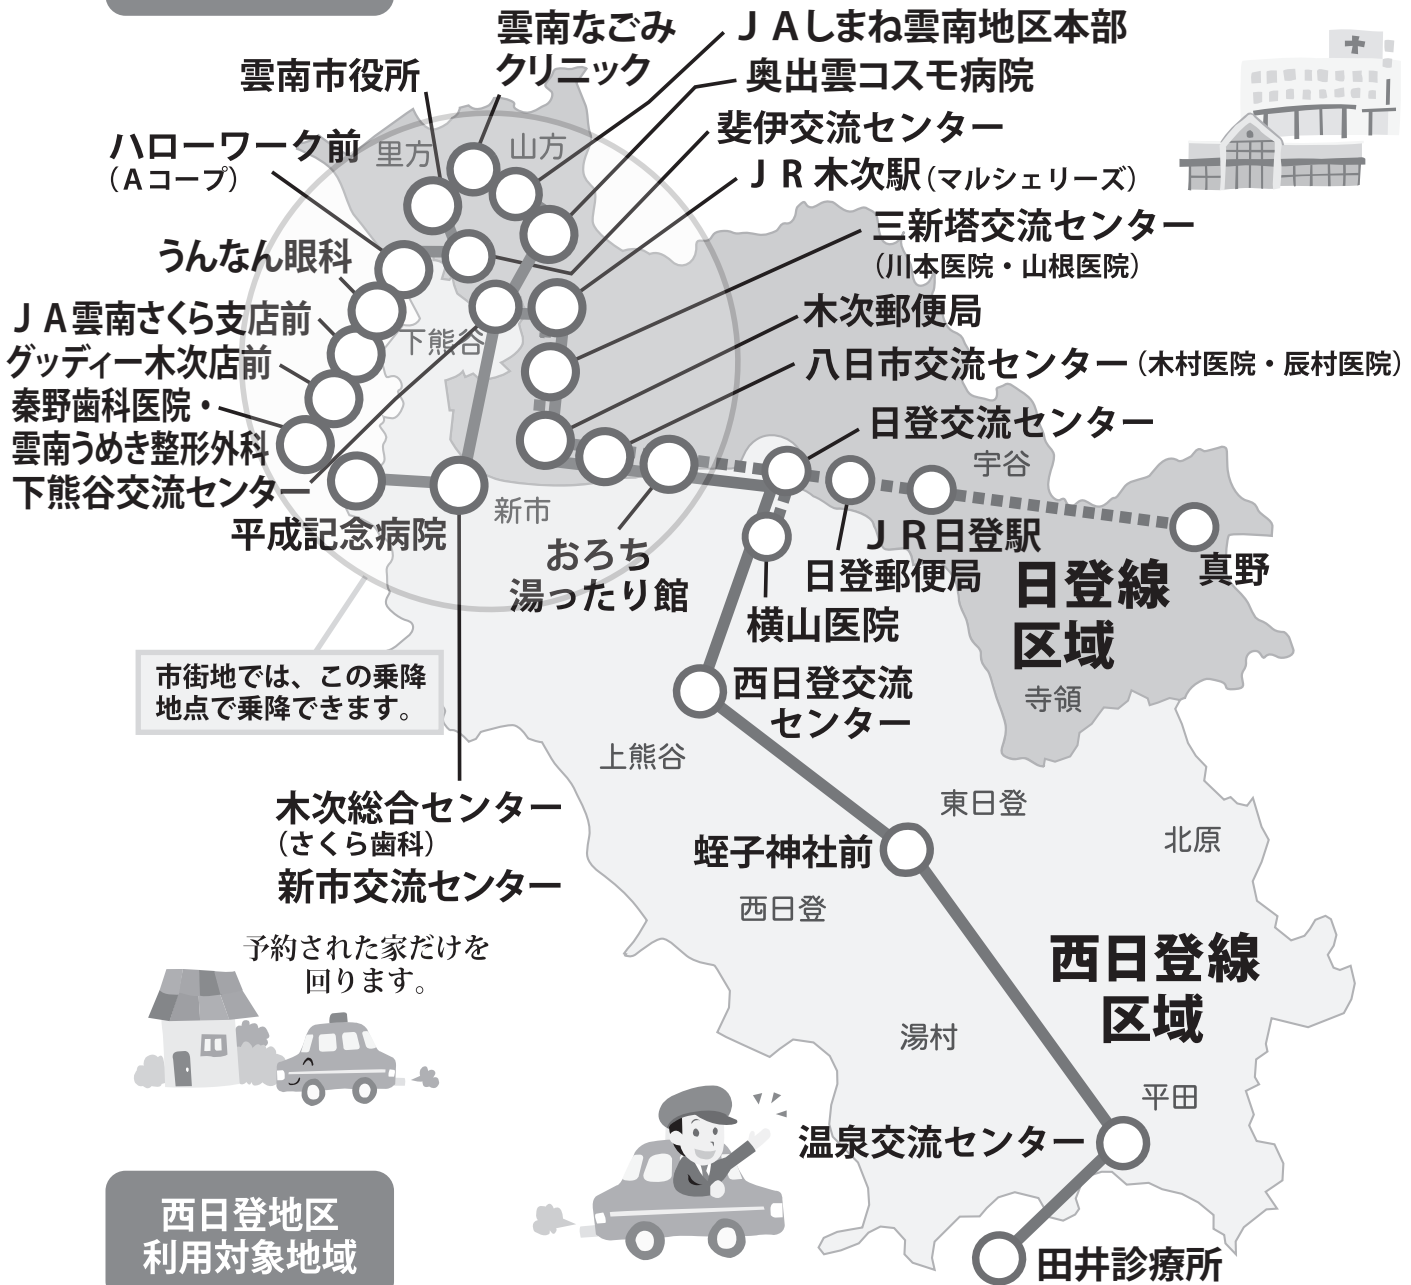 雲南なごみ
クリニック
JAしまね雲南地区本部
雲南市役所
奥出雲コスモ病院
斐伊交流センター
ハローワーク前
（Aコープ）
里方
山方
JR木次駅（マルシェリーズ）
三新塔交流センター
（川本医院・山根医院）
うんなん眼科
JA雲南さくら支店前
下熊谷
木次郵便局
グッディー木次店前
八日市交流センター（木村医院・辰村医院）
秦野歯科医院・
雲南うめき整形外科
日登交流センター
宇谷
下熊谷交流センター
新市
平成記念病院
おろち
湯ったり館
JR日登駅
日登郵便局
真野
日登線
区域
横山医院
市街地では、この乗降
地点で乗降できます。
西日登交流
センター
寺領
上熊谷
木次総合センター
（さくら歯科）
新市交流センター
東日登
北原
蛭子神社前
西日登
予約された家だけを
回ります。
西日登線
区域
湯村
平田
温泉交流センター
西日登地区
利用対象地域
田井診療所